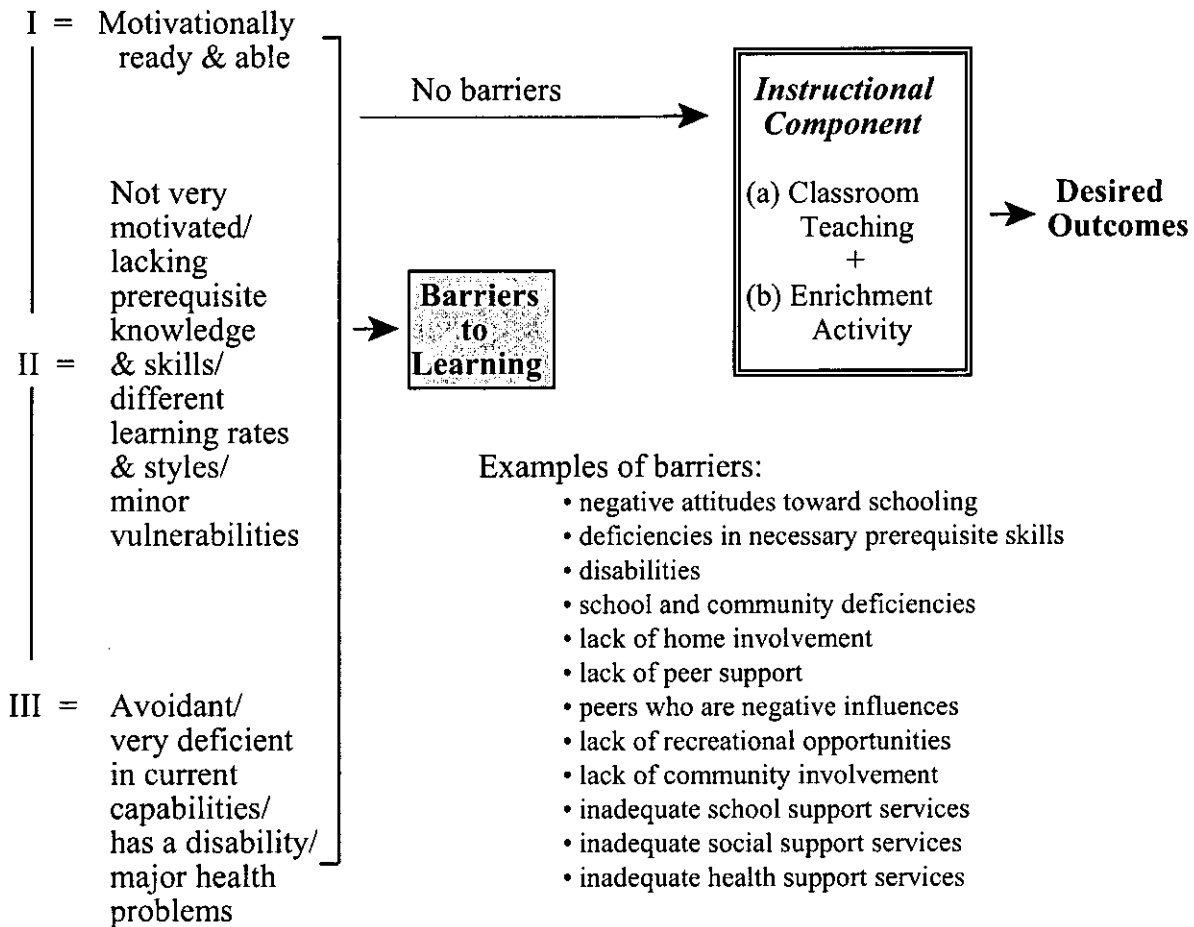 I = Motivationally
ready & able
No barriers
Instructional
Component
(a) Classroom
Teaching
+
(b) Enrichment
Activity
Desired
Outcomes
Not very
motivated/
lacking
prerequisite
knowledge
II = & skills/
different
learning rates
& styles/
minor
vulnerabilities
Barriers
to
Learning
Examples of barriers:
• negative attitudes toward schooling
• deficiencies in necessary prerequisite skills
• disabilities
• school and community deficiencies
• lack of home involvement
• lack of peer support
• peers who are negative influences
• lack of recreational opportunities
• lack of community involvement
• inadequate school support services
• inadequate social support services
• inadequate health support services
III = Avoidant/
very deficient
in current
capabilities/
has a disability/
major health
problems